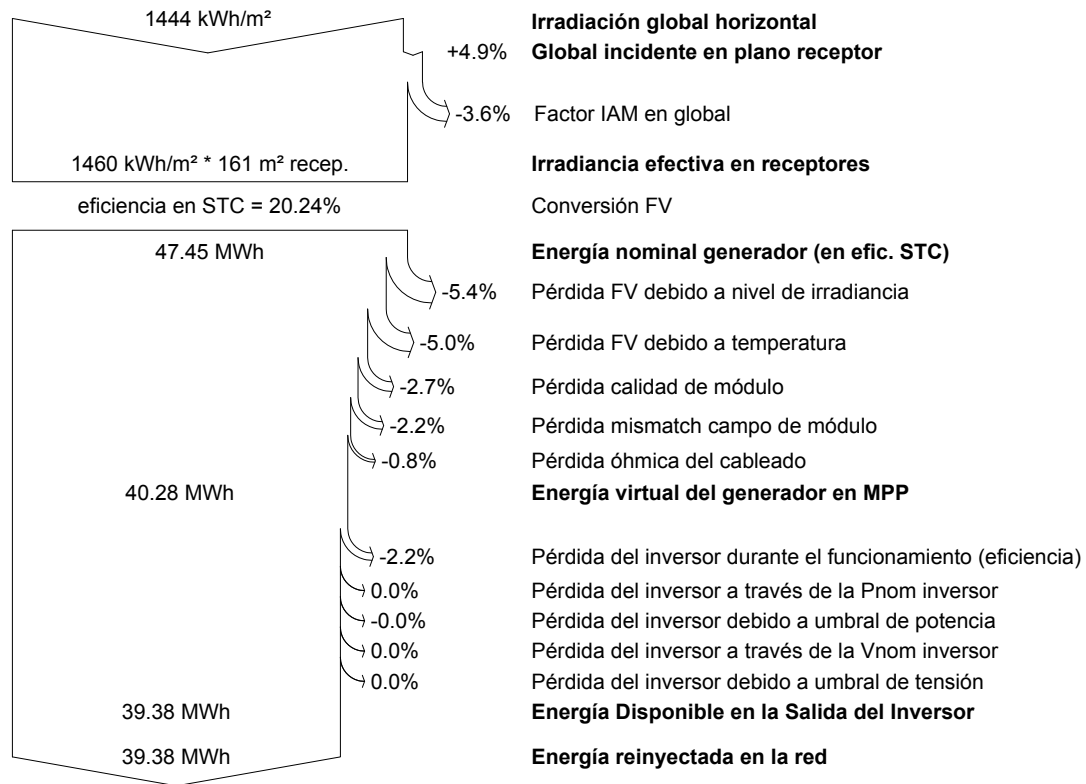 1444 kWh/m² Irradiación global horizontal
+4.9% Global incidente en plano receptor
-3.6% Factor IAM en global
1460 kWh/m² * 161 m² recep. Irradiancia efectiva en receptores
eficiencia en STC = 20.24% Conversión FV
47.45 MWh Energía nominal generador (en efic. STC)
-5.4% Pérdida FV debido a nivel de irradiancia
-5.0% Pérdida FV debido a temperatura
-2.7% Pérdida calidad de módulo
-2.2% Pérdida mismatch campo de módulo
-0.8% Pérdida óhmica del cableado
40.28 MWh Energía virtual del generador en MPP
-2.2% Pérdida del inversor durante el funcionamiento (eficiencia)
0.0% Pérdida del inversor a través de la Pnom inversor
-0.0% Pérdida del inversor debido a umbral de potencia
0.0% Pérdida del inversor a través de la Vnom inversor
0.0% Pérdida del inversor debido a umbral de tensión
39.38 MWh Energía Disponible en la Salida del Inversor
39.38 MWh Energía reinyectada en la red